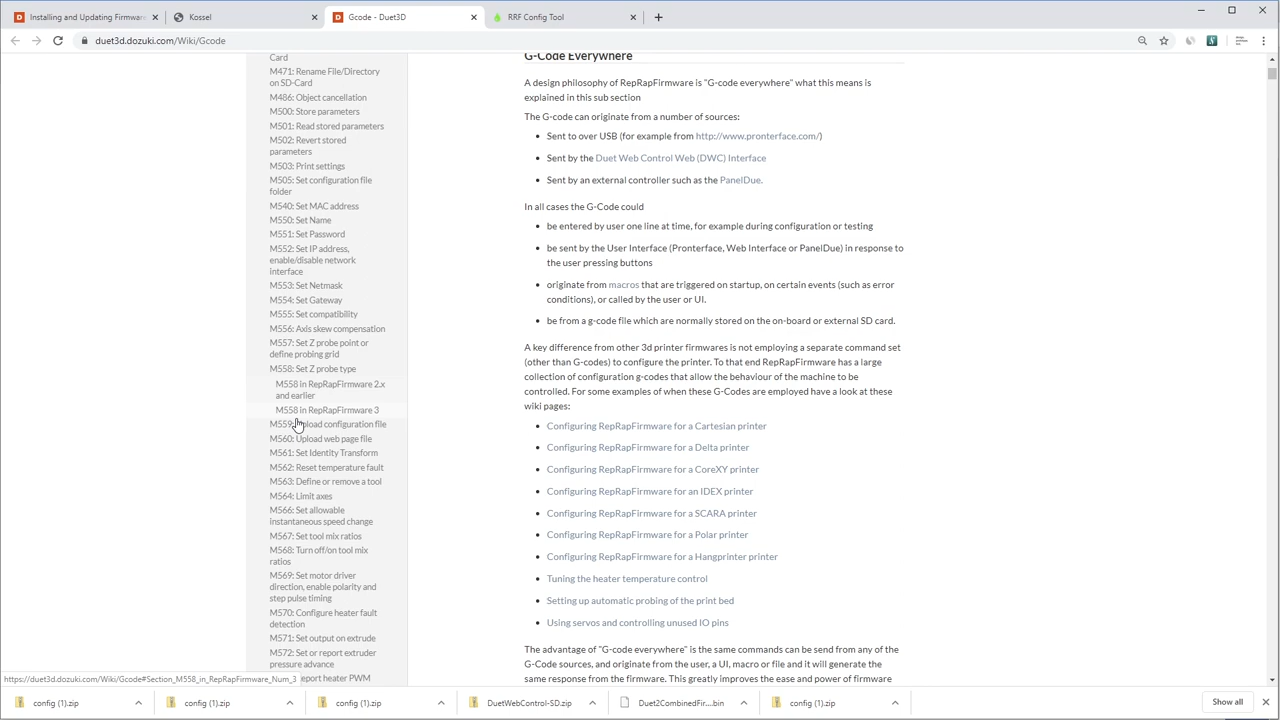 Installing and Updating Firmware
Kossel
Gcode - Duet3D
RRF Config Tool
duet3d.dozuki.com/Wiki/Gcode
Card
M471: Rename File/Directory
on SD-Card
M486: Object cancellation
M500: Store parameters
M501: Read stored parameters
M502: Revert stored
parameters
M503: Print settings
M505: Set configuration file
folder
M540: Set MAC address
M550: Set Name
M551: Set Password
M552: Set IP address,
enable/disable network
interface
M553: Set Netmask
M554: Set Gateway
M555: Set compatibility
M556: Axis skew compensation
M557: Set Z probe point or
define probing grid
M558: Set Z probe type
M558 in RepRapFirmware 2.x
and earlier
M558 in RepRapFirmware 3
M559: Upload configuration file
M560: Upload web page file
M561: Set Identity Transform
M562: Reset temperature fault
M563: Define or remove a tool
M564: Limit axes
M566: Set allowable
instantaneous speed change
M567: Set tool mix ratios
M568: Turn off/on tool mix
ratios
M569: Set motor driver
direction, enable polarity and
step pulse timing
M570: Configure heater fault
detection
M571: Set output on extrude
M572: Set or report extruder
pressure advance
eport heater PWM
G-Code Everywhere
A design philosophy of RepRapFirmware is "G-code everywhere" what this means is
explained in this sub section
The G-code can originate from a number of sources:
• Sent to over USB (for example from http://www.pronterface.com/)
• Sent by the Duet Web Control Web (DWC) Interface
• Sent by an external controller such as the PanelDue.
In all cases the G-Code could
• be entered by user one line at time, for example during configuration or testing
• be sent by the User Interface (Pronterface, Web Interface or PanelDue) in response to
the user pressing buttons
• originate from macros that are triggered on startup, on certain events (such as error
conditions), or called by the user or UI.
• be from a g-code file which are normally stored on the on-board or external SD card.
A key difference from other 3d printer firmwares is not employing a separate command set
(other than G-codes) to configure the printer. To that end RepRapFirmware has a large
collection of configuration g-codes that allow the behaviour of the machine to be
controlled. For some examples of when these G-Codes are employed have a look at these
wiki pages:
• Configuring RepRapFirmware for a Cartesian printer
• Configuring RepRapFirmware for a Delta printer
• Configuring RepRapFirmware for a CoreXY printer
• Configuring RepRapFirmware for an IDEX printer
• Configuring RepRapFirmware for a SCARA printer
• Configuring RepRapFirmware for a Polar printer
• Configuring RepRapFirmware for a Hangprinter printer
• Tuning the heater temperature control
• Setting up automatic probing of the print bed
• Using servos and controlling unused IO pins
The advantage of "G-code everywhere" is the same commands can be send from any of the
G-Code sources, and originate from the user, a UI, macro or file and it will generate the
same response from the firmware. This greatly improves the ease and power of firmware
https://duet3d.dozuki.com/Wiki/Gcode#Section_M558_in_RepRapFirmware_Num_3
config (1).zip
config (1).zip
config (1).zip
DuetWebControl-SD.zip
Duet2CombinedFir....bin
config (1).zip
Show all